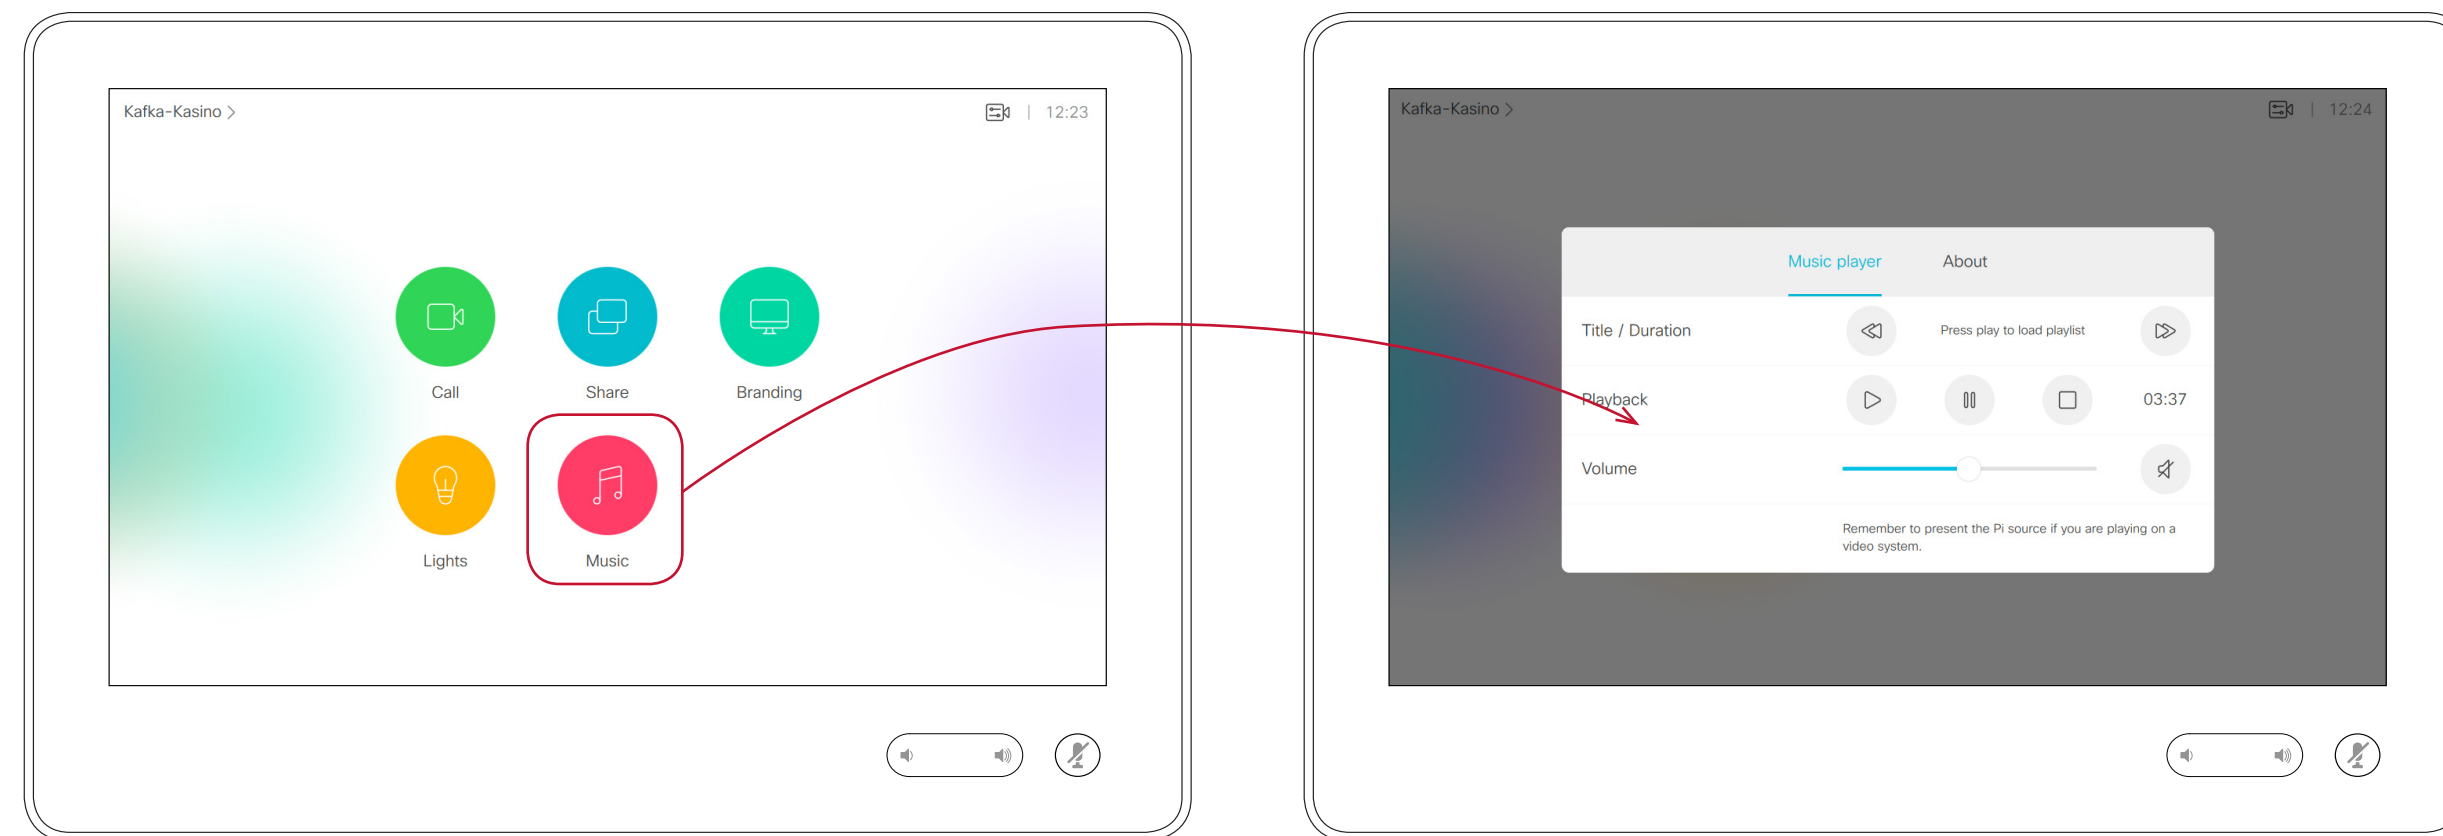 Kafka-Kasino
12:23
Call
Share
Branding
Lights
Music
Kafka-Kasino
12:24
Music player
About
Title / Duration
Press play to load playlist
Playback
03:37
Volume
Remember to present the Pi source if you are playing on a
video system.